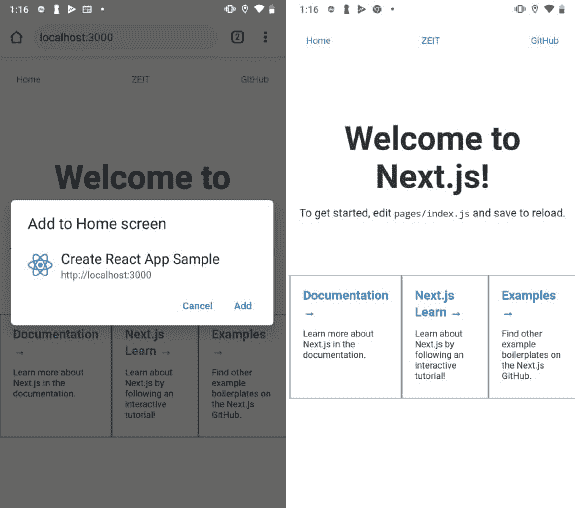 1:16
localhost:3000
2
Home ZEIT GitHub
Welcome to
Add to Home screen
Create React App Sample
http://localhost:3000
Cancel Add
Documentation
→
Learn more about
Next.js in the
documentation.
Next.js
Learn →
Learn about
Next.js by
following an
interactive
tutorial!
Examples
→
Find other
example
boilerplates on
the Next.js
GitHub.
1:16
Home ZEIT GitHub
Welcome to
Next.js!
To get started, edit pages/index.js and save to reload.
Documentation
→
Learn more about
Next.js in the
documentation.
Next.js
Learn →
Learn about
Next.js by
following an
interactive
tutorial!
Examples
→
Find other
example
boilerplates on
the Next.js
GitHub.